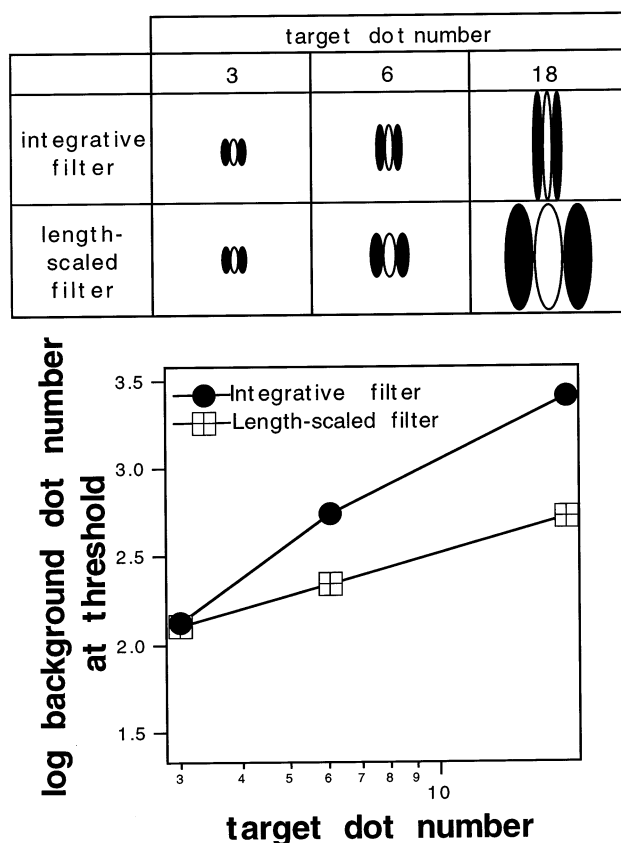 target dot number
3 6 18
integrative
filter
length-
scaled
filter
log background dot number
at threshold
3.5
3.0
2.5
2.0
1.5
Integrative filter
Length-scaled filter
3 4 5 6 7 8 9 10
target dot number